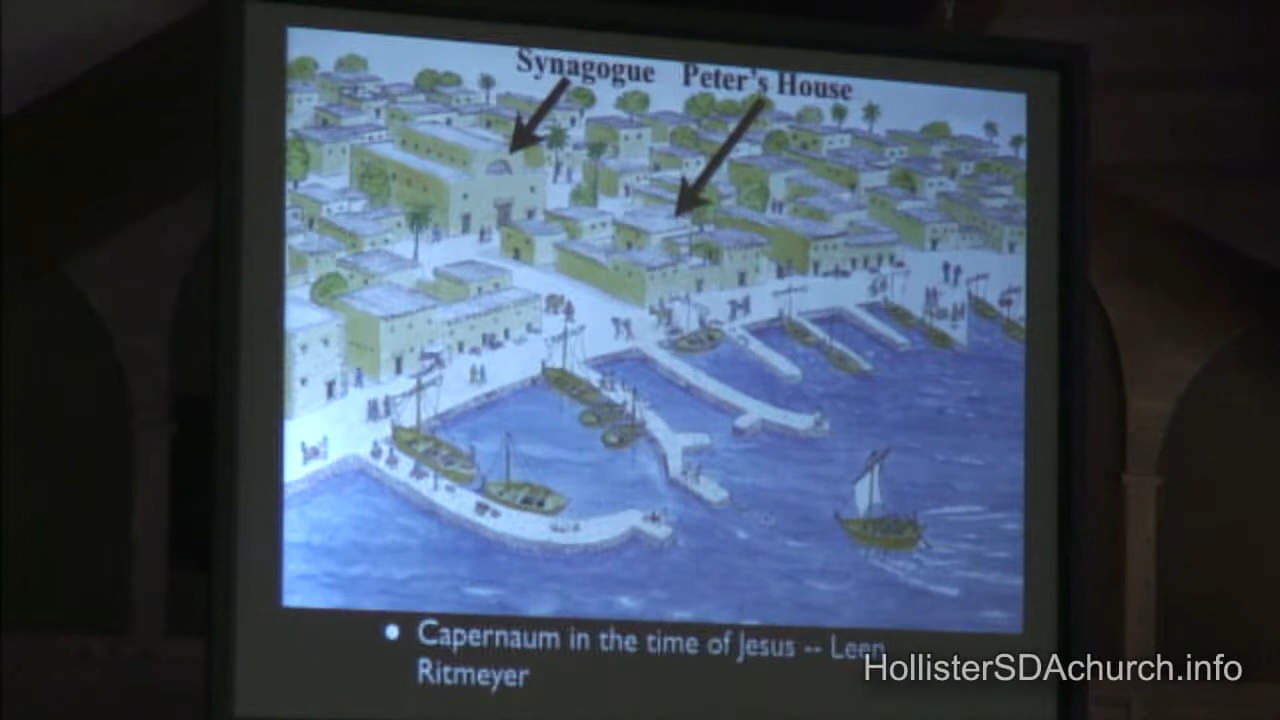 Synagogue Peter's House
Capernaum in the time of Jesus -- Leen
Ritmeyer
HollisterSDAchurch.info